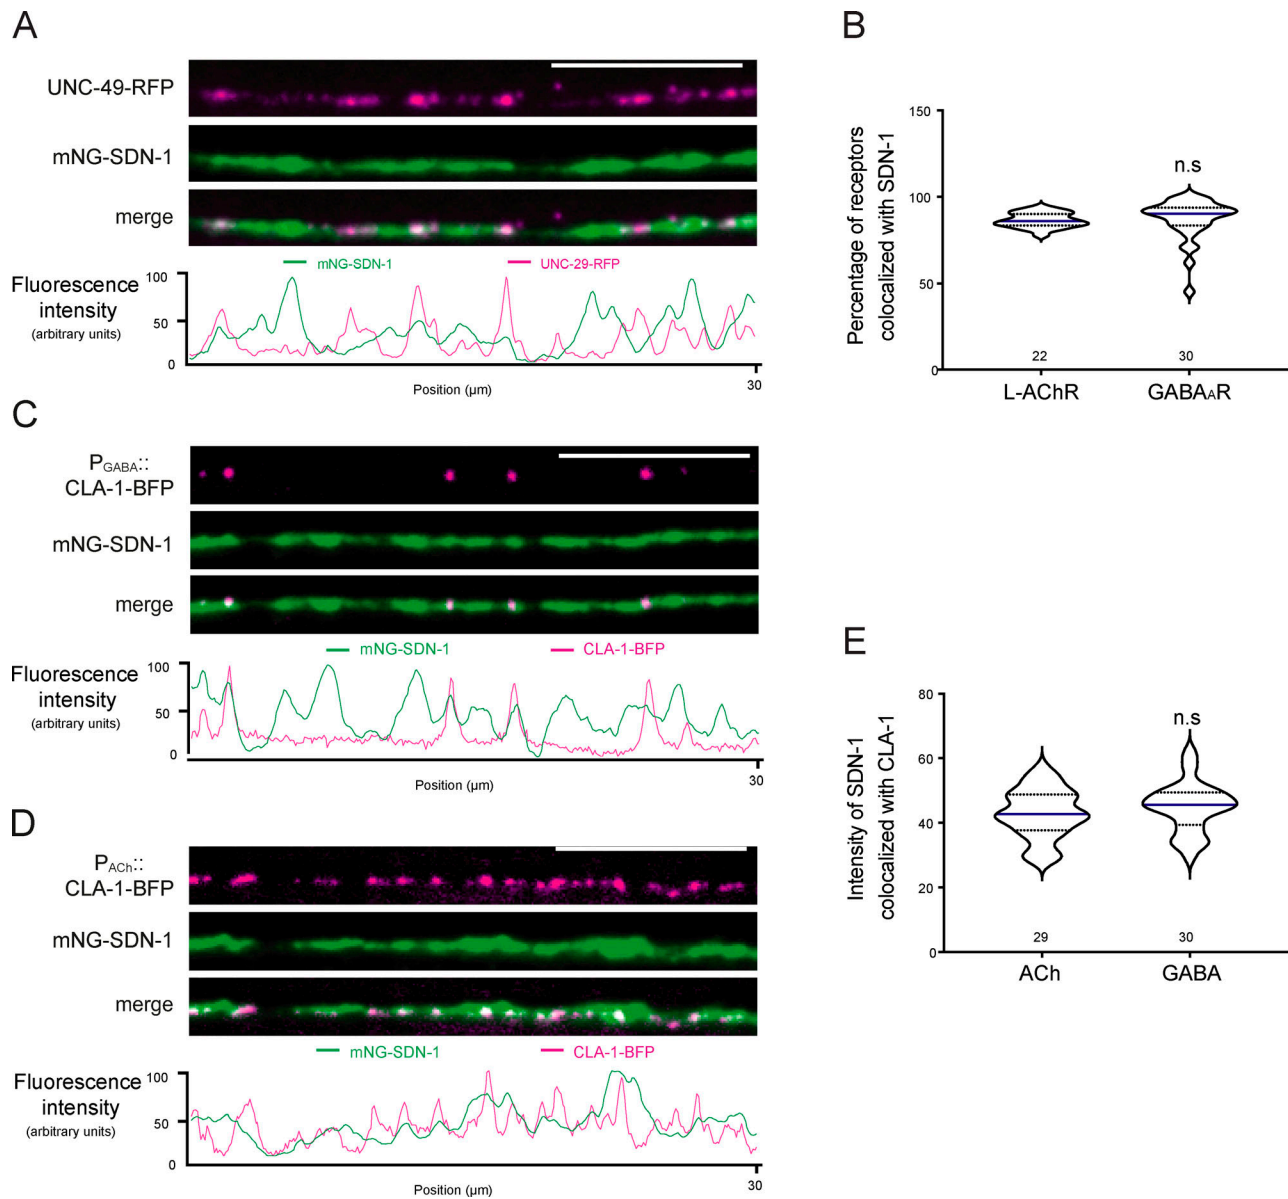 A
UNC-49-RFP
mNG-SDN-1
merge
mNG-SDN-1 UNC-29-RFP
Fluorescence
intensity
(arbitrary units)
100
50
0
Position (µm)
30
B
Percentage of receptors
colocalized with SDN-1
150
100
50
0
n.s
22 30
L-AChR GABAAR
C
PGABA::
CLA-1-BFP
mNG-SDN-1
merge
mNG-SDN-1 CLA-1-BFP
Fluorescence
intensity
(arbitrary units)
100
50
0
Position (µm)
30
D
PACh::
CLA-1-BFP
mNG-SDN-1
merge
mNG-SDN-1 CLA-1-BFP
Fluorescence
intensity
(arbitrary units)
100
50
0
Position (µm)
30
E
Intensity of SDN-1
colocalized with CLA-1
80
60
40
20
0
n.s
29 30
ACh GABA